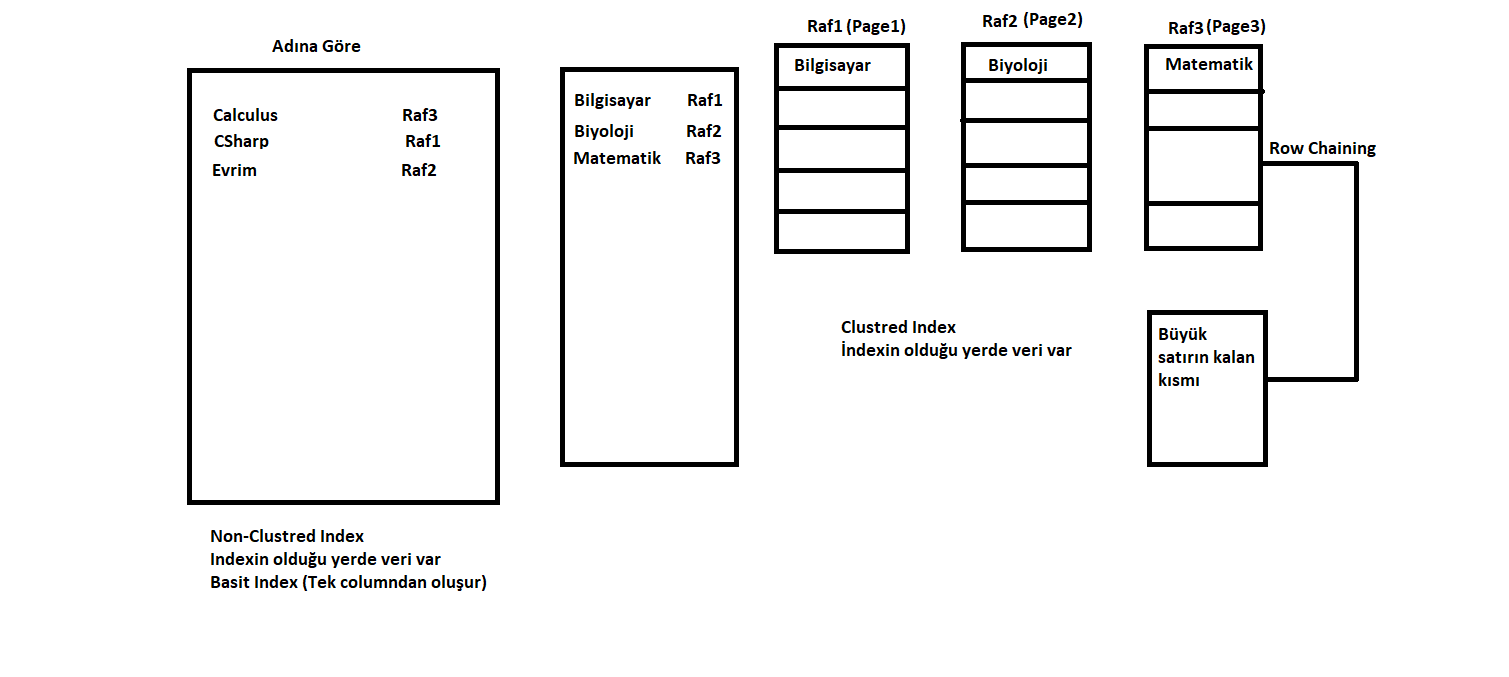 Adına Göre
Calculus Raf3
CSharp Raf1
Evrim Raf2
Non-Clustred Index
Indexin olduğu yerde veri var
Basit Index (Tek columndan oluşur)
Bilgisayar Raf1
Biyoloji Raf2
Matematik Raf3
Raf1 (Page1)
Bilgisayar
Raf2 (Page2)
Biyoloji
Raf3 (Page3)
Matematik
Row Chaining
Clustred Index
İndexin olduğu yerde veri var
Büyük
satırın kalan
kısmı